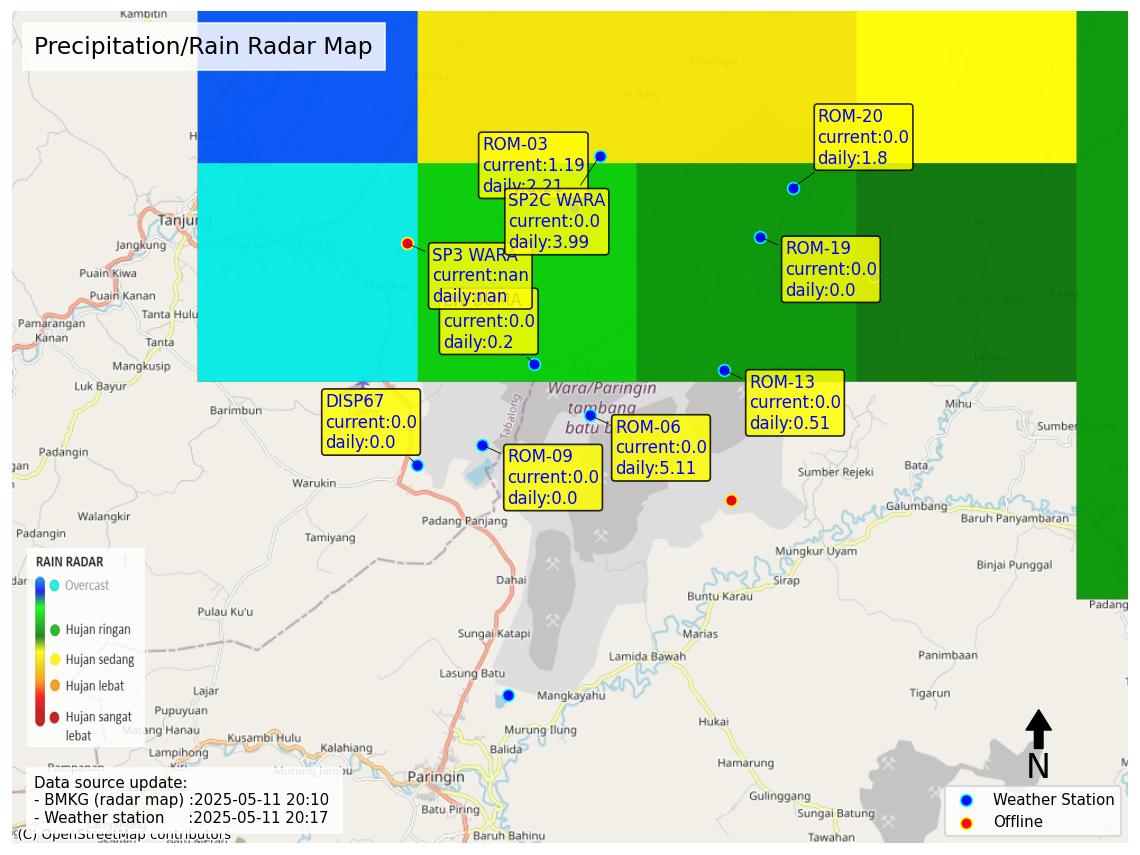 Kambitin
Precipitation/Rain Radar Map
ROM-20
current:0.0
daily:1.8
ROM-03
current:1.19
daily:2.21
SP2C WARA
current:0.0
daily:3.99
Tanjung
Jangkung
SP3 WARA
current:nan
daily:nan
ROM-19
current:0.0
daily:0.0
Puain Kiwa
Puain Kanan
Tanta Hulu
current:0.0
daily:0.2
Pamarangan
Kanan
Tanta
Mangkusip
Luk Bayur
Tutupan
Wara/Paringin
tambang
Tabalong
ROM-13
current:0.0
daily:0.51
Mihu
Barimbun
DISP67
current:0.0
daily:0.0
ROM-06
current:0.0
daily:5.11
ROM-09
current:0.0
daily:0.0
Padangin
Warukin
Sumber Rejeki
Bata
Galumbang
Baruh Panyambaran
Walangkir
Padangin
Tamiyang
Padang Panjang
Mungkur Uyam
Binjai Punggal
Sirap
Dahai
Buntu Karau
Pulau Ku'u
Sungai Katapi
Marias
Lamida Bawah
Panimbaan
Lasung Batu
Tigarun
Mangkayahu
Lajar
Pupuyuan
Matang Hanau
Hukai
Murung Ilung
Kusambi Hulu
Kalahiang
Balida
Lampihong
Murung Jambu
Paringin
Hamarung
Gulinggang
Batu Piring
Sungai Batung
Baruh Bahinu
Tawahan
RAIN RADAR
Overcast
Hujan ringan
Hujan sedang
Hujan lebat
Hujan sangat
lebat
Data source update:
- BMKG (radar map) :2025-05-11 20:10
- Weather station :2025-05-11 20:17
(C) OpenStreetMap contributors
N
Weather Station
Offline